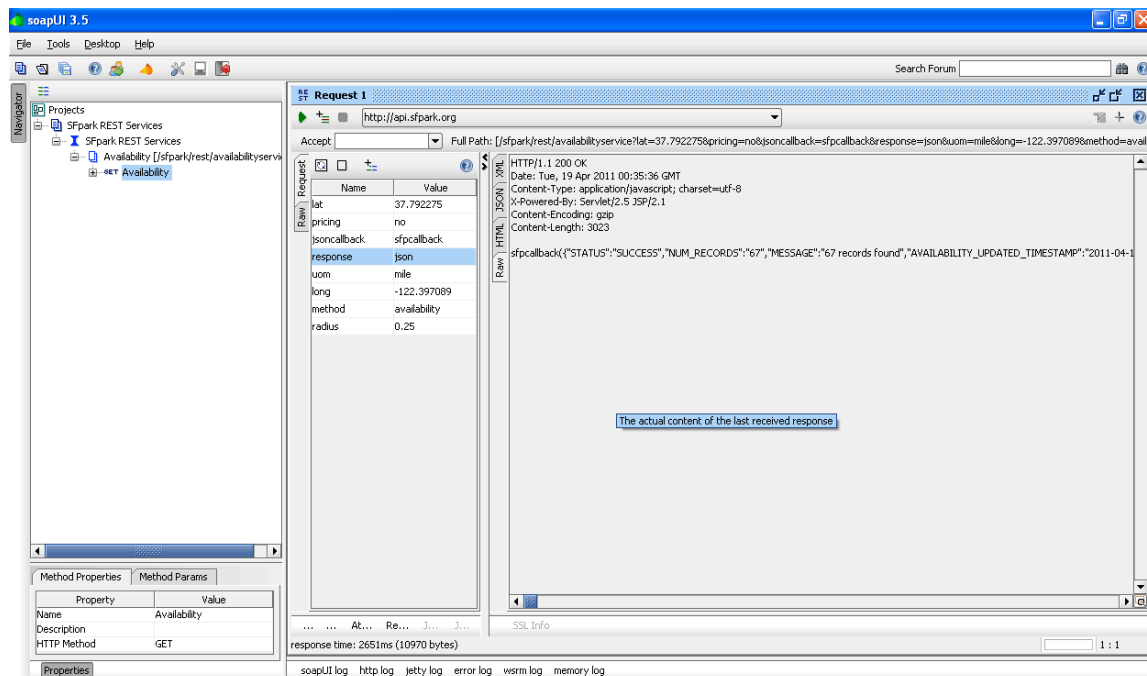 soapUI 3.5
File Tools Desktop Help
Search Forum
Navigator
Projects
SFpark REST Services
SFpark REST Services
Availability [/sfpark/rest/availabilityservi
GET Availability
REST Request 1
http://api.sfpark.org
Accept Full Path: [/sfpark/rest/availabilityservice?lat=37.792275&pricing=no&jsoncallback=sfpcallback&response=json&uom=mile&long=-122.397089&method=avail
Request
Raw
Name Value
lat 37.792275
pricing no
jsoncallback sfpcallback
response json
uom mile
long -122.397089
method availability
radius 0.25
XML
JSON
HTML
Raw
HTTP/1.1 200 OK
Date: Tue, 19 Apr 2011 00:35:36 GMT
Content-Type: application/javascript; charset=utf-8
X-Powered-By: Servlet/2.5 JSP/2.1
Content-Encoding: gzip
Content-Length: 3023
sfpcallback({"STATUS":"SUCCESS","NUM_RECORDS":"67","MESSAGE":"67 records found","AVAILABILITY_UPDATED_TIMESTAMP":"2011-04-1
The actual content of the last received response
Method Properties Method Params
Property Value
Name Availability
Description
HTTP Method GET
Properties
... ... At... Re... J... J...
SSL Info
response time: 2651ms (10970 bytes)
1 : 1
soapUI log http log jetty log error log wsrm log memory log